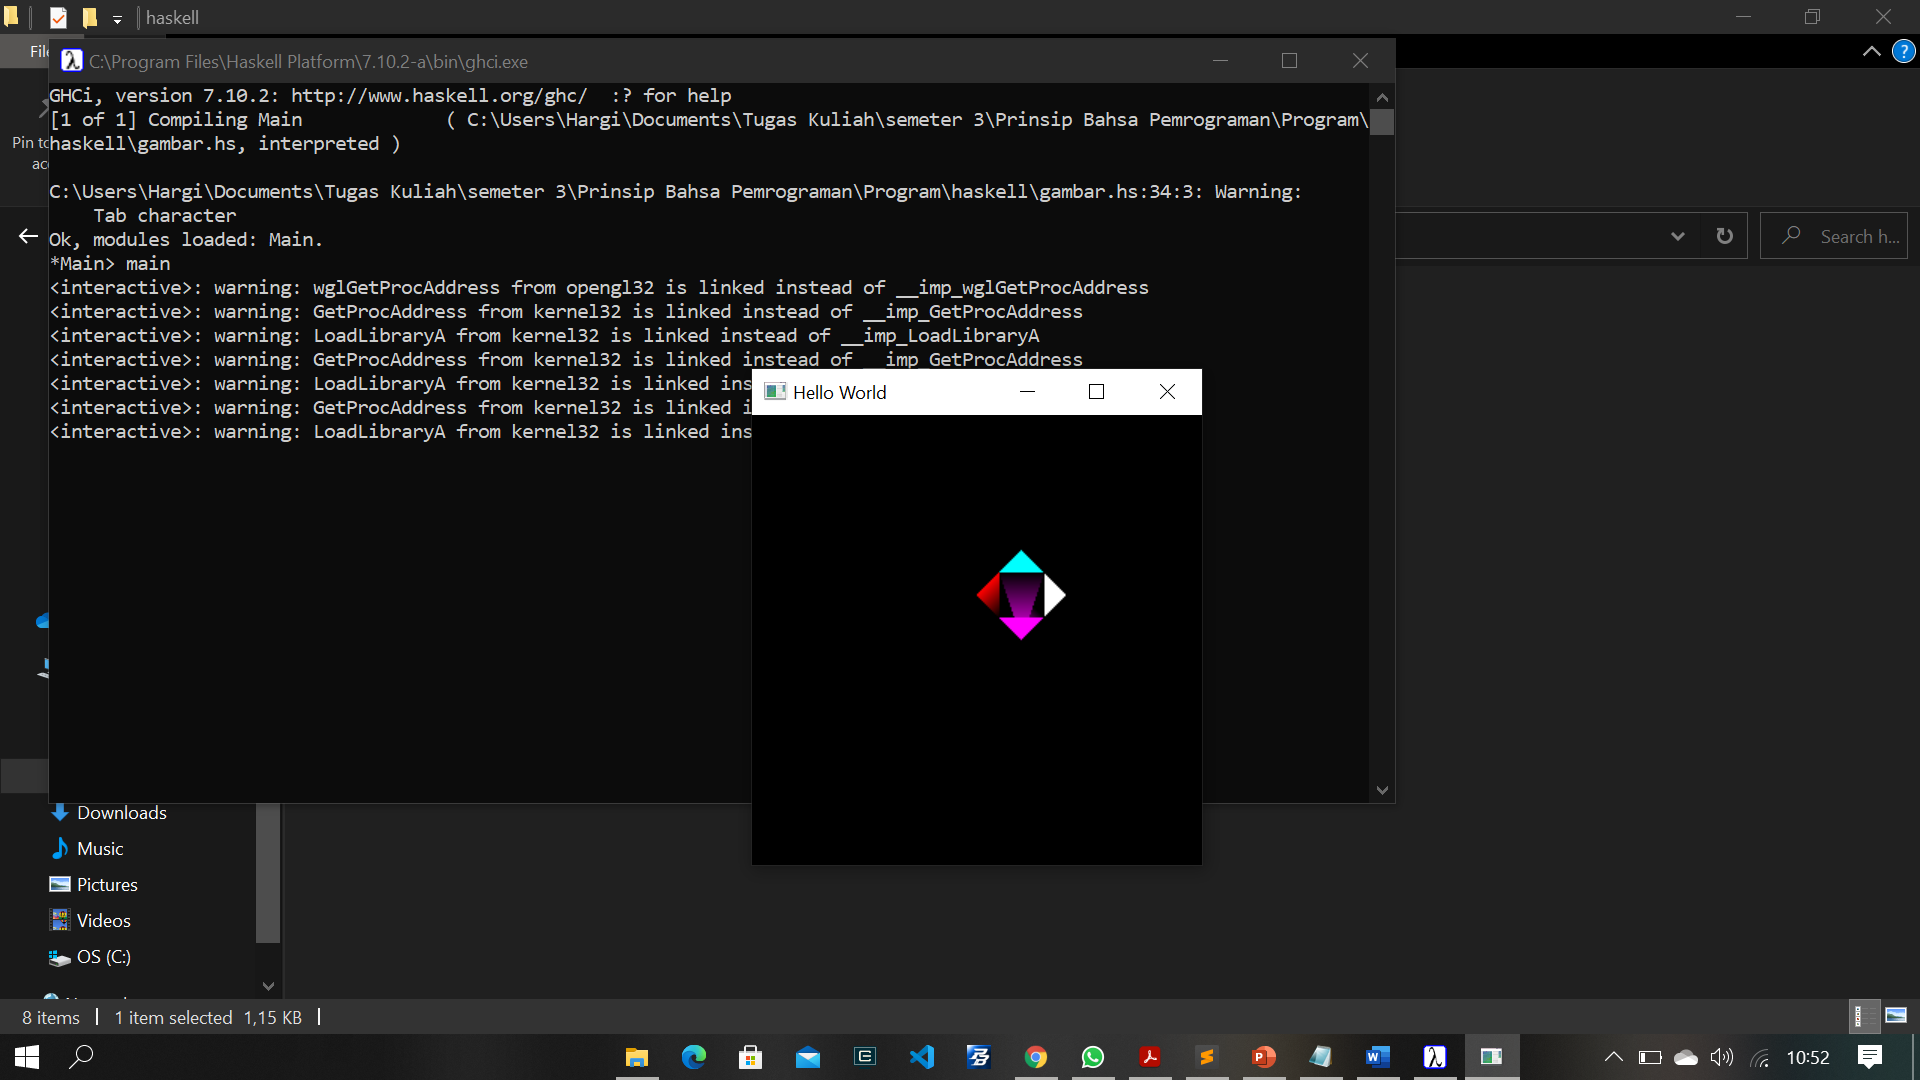 haskell
File
C:\Program Files\Haskell Platform\7.10.2-a\bin\ghci.exe
GHCi, version 7.10.2: http://www.haskell.org/ghc/  :? for help
[1 of 1] Compiling Main             ( C:\Users\Hargi\Documents\Tugas Kuliah\semeter 3\Prinsip Bahsa Pemrograman\Program\
haskell\gambar.hs, interpreted )
C:\Users\Hargi\Documents\Tugas Kuliah\semeter 3\Prinsip Bahsa Pemrograman\Program\haskell\gambar.hs:34:3: Warning:
    Tab character
Ok, modules loaded: Main.
*Main> main
<interactive>: warning: wglGetProcAddress from opengl32 is linked instead of __imp_wglGetProcAddress
<interactive>: warning: GetProcAddress from kernel32 is linked instead of __imp_GetProcAddress
<interactive>: warning: LoadLibraryA from kernel32 is linked instead of __imp_LoadLibraryA
<interactive>: warning: GetProcAddress from kernel32 is linked instead of __imp_GetProcAddress
<interactive>: warning: LoadLibraryA from kernel32 is linked ins
<interactive>: warning: GetProcAddress from kernel32 is linked i
<interactive>: warning: LoadLibraryA from kernel32 is linked ins
Hello World
Pin to
ac
Search h...
Downloads
Music
Pictures
Videos
OS (C:)
8 items
1 item selected  1,15 KB
10:52